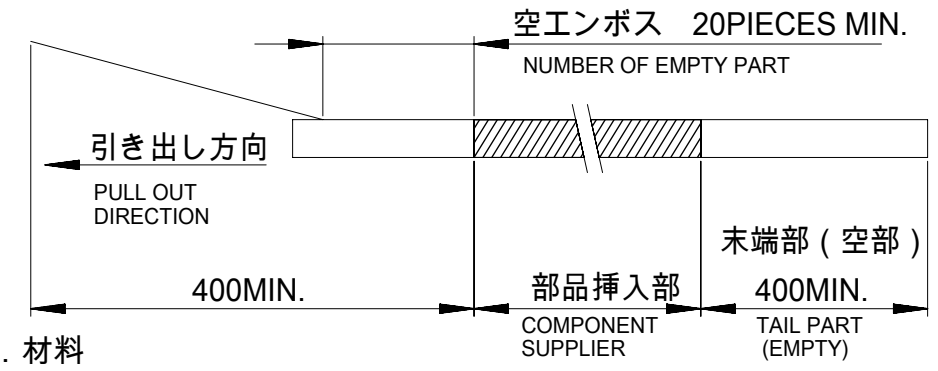 空エンボス 20PIECES MIN.
NUMBER OF EMPTY PART
引き出し方向
PULL OUT
DIRECTION
末端部 ( 空部 )
400MIN.
部品挿入部
400MIN.
COMPONENT
SUPPLIER
TAIL PART
(EMPTY)
. 材料